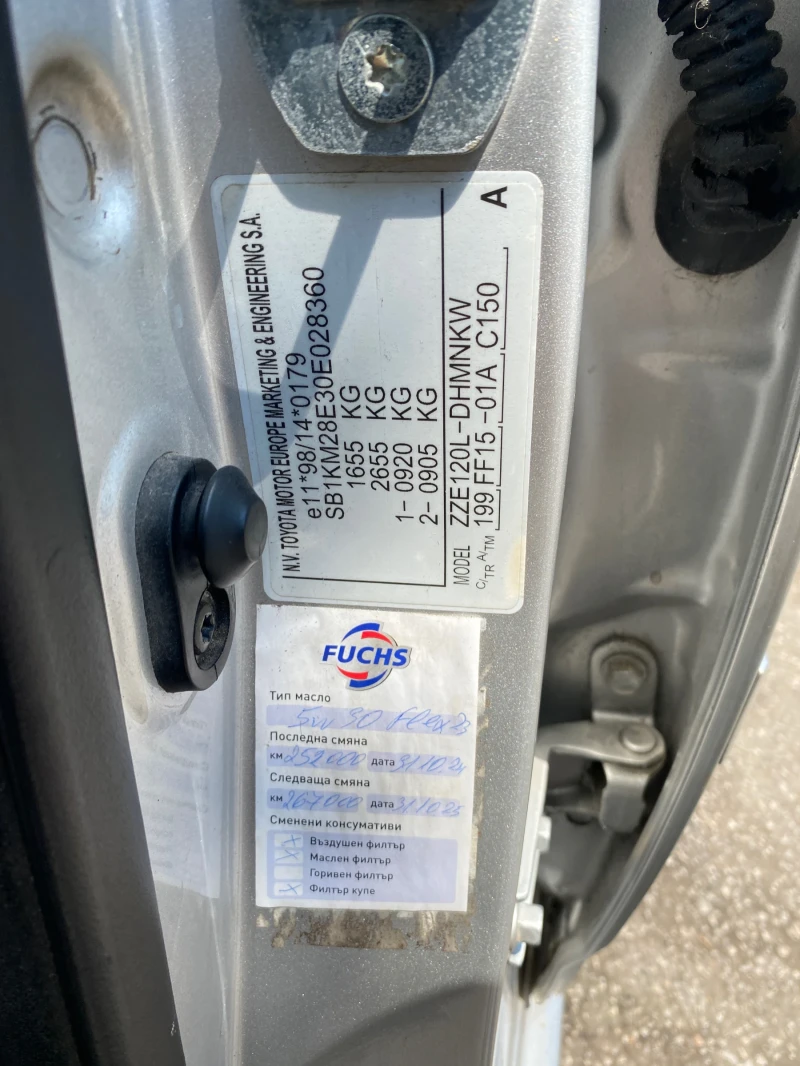 N.V. TOYOTA MOTOR EUROPE MARKETING & ENGINEERING S.A.
e11*98/14*0179
SB1KM28E30E028360
1655 KG
2655 KG
1- 0920 KG
2- 0905 KG
MODEL ZZE120L-DHMNKW
C/TR A/TM 199 FF15 -01A C150
A
FUCHS
Тип масло
5w30 flex23
Последна смяна
км 252000 дата 31.10.24
Следваща смяна
км 267000 дата 31.10.25
Сменени консумативи
X Въздушен филтър
X Маслен филтър
Горивен филтър
X Филтър купе